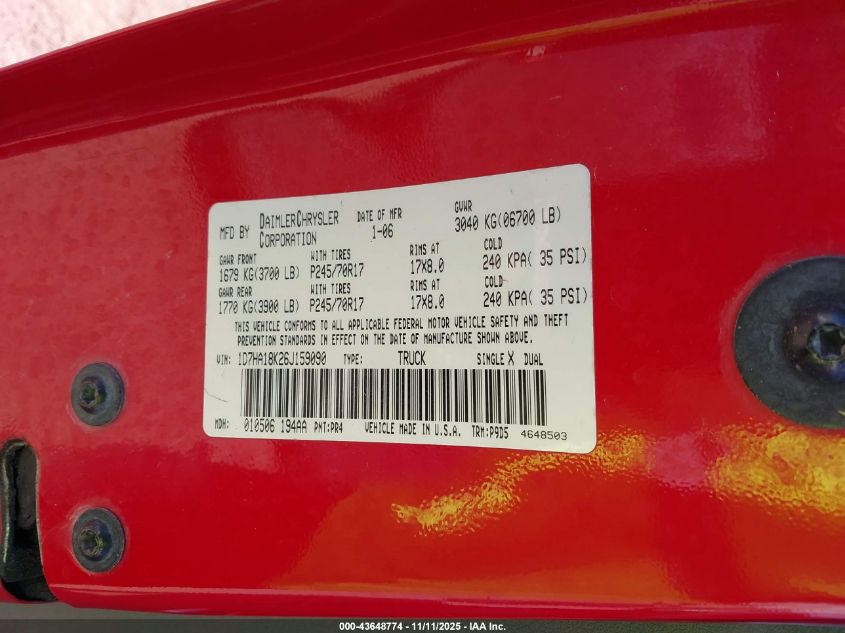 MFD BY DAIMLERCHRYSLER CORPORATION DATE OF MFR 1-06 GVWR 3040 KG(06700 LB)
GAWR FRONT WITH TIRES RIMS AT COLD
1679 KG(3700 LB) P245/70R17 17X8.0 240 KPA( 35 PSI)
GAWR REAR WITH TIRES RIMS AT COLD
1770 KG(3900 LB) P245/70R17 17X8.0 240 KPA( 35 PSI)
THIS VEHICLE CONFORMS TO ALL APPLICABLE FEDERAL MOTOR VEHICLE SAFETY AND THEFT
PREVENTION STANDARDS IN EFFECT ON THE DATE OF MANUFACTURE SHOWN ABOVE.
VIN: 1D7HA18K26J159090 TYPE: TRUCK SINGLE X DUAL
MDH: 010506 194AA PNT:PR4 VEHICLE MADE IN U.S.A. TRM:P9D5 4648503
000-43648774 - 11/11/2025 - IAA Inc.